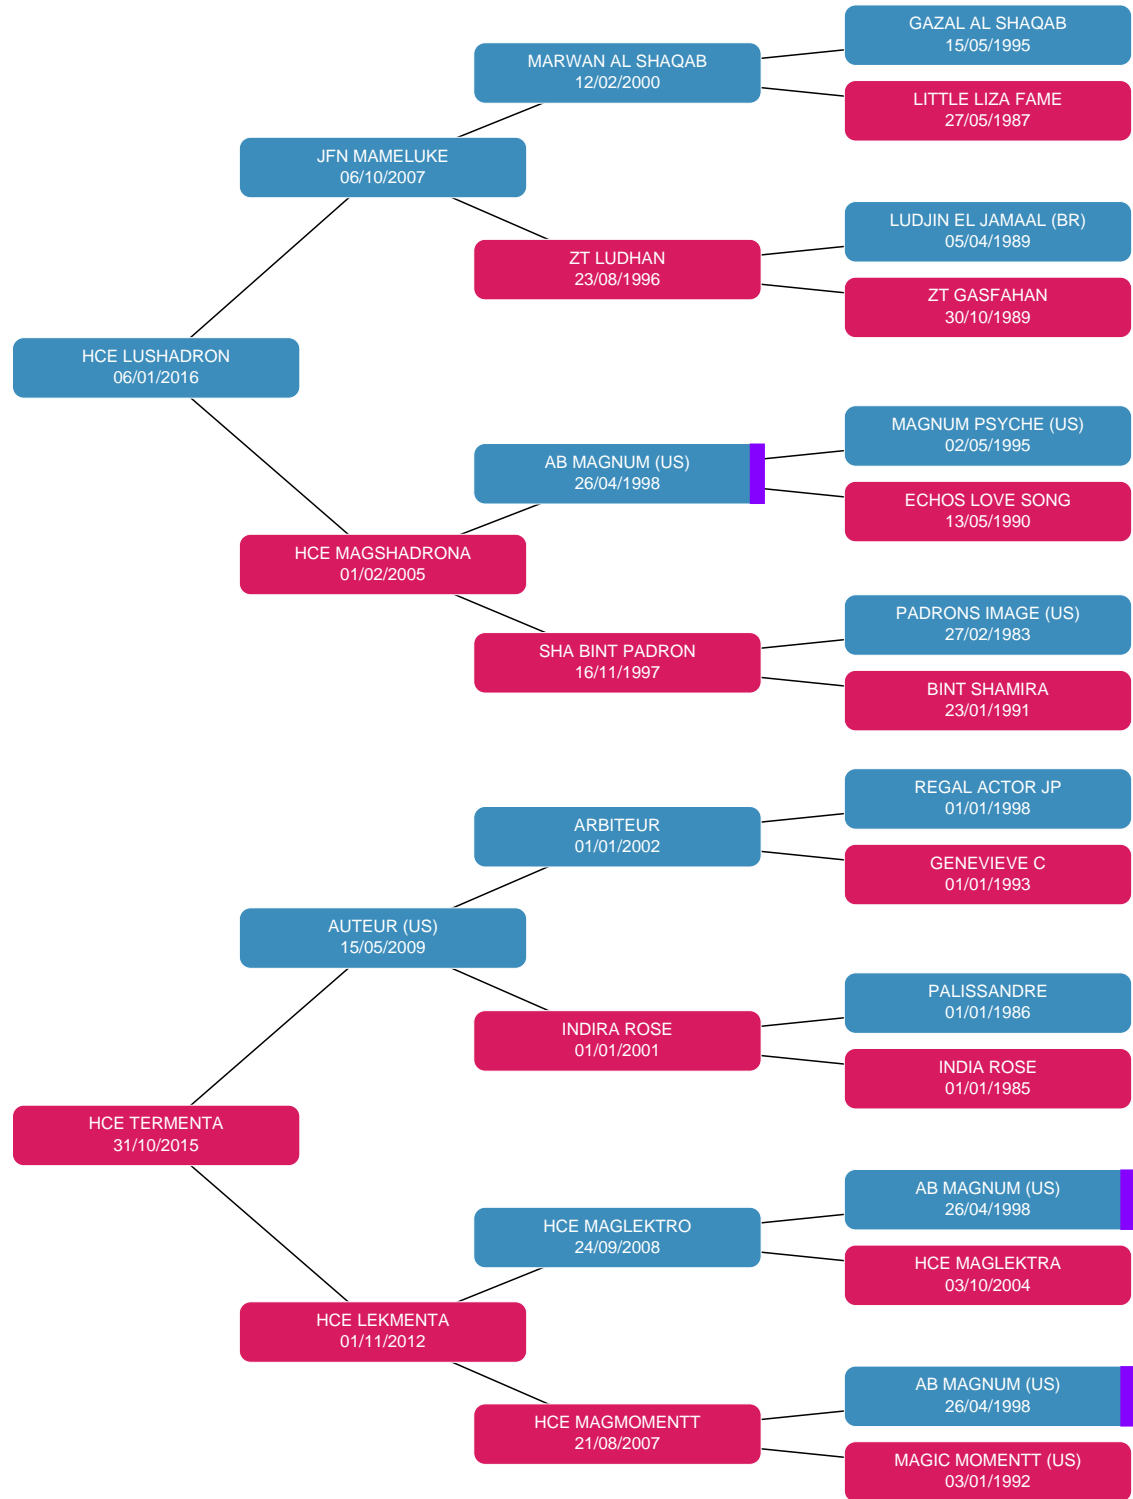 GAZAL AL SHAQAB
15/05/1995
MARWAN AL SHAQAB
12/02/2000
LITTLE LIZA FAME
27/05/1987
JFN MAMELUKE
06/10/2007
LUDJIN EL JAMAAL (BR)
05/04/1989
ZT LUDHAN
23/08/1996
ZT GASFAHAN
30/10/1989
HCE LUSHADRON
06/01/2016
MAGNUM PSYCHE (US)
02/05/1995
AB MAGNUM (US)
26/04/1998
ECHOS LOVE SONG
13/05/1990
HCE MAGSHADRONA
01/02/2005
PADRONS IMAGE (US)
27/02/1983
SHA BINT PADRON
16/11/1997
BINT SHAMIRA
23/01/1991
REGAL ACTOR JP
01/01/1998
ARBITEUR
01/01/2002
GENEVIEVE C
01/01/1993
AUTEUR (US)
15/05/2009
PALISSANDRE
01/01/1986
INDIRA ROSE
01/01/2001
INDIA ROSE
01/01/1985
HCE TERMENTA
31/10/2015
AB MAGNUM (US)
26/04/1998
HCE MAGLEKTRO
24/09/2008
HCE MAGLEKTRA
03/10/2004
HCE LEKMENTA
01/11/2012
AB MAGNUM (US)
26/04/1998
HCE MAGMOMENTT
21/08/2007
MAGIC MOMENTT (US)
03/01/1992